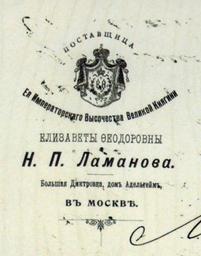 ПОСТАВЩИЦА
Ея Императорскаго Высочества Великой Княгини
ЕЛИЗАВЕТЫ ѲЕОДОРОВНЫ
Н. П. Ламанова.
Большая Дмитровка, домъ Адельгеймъ,
ВЪ МОСКВѢ.